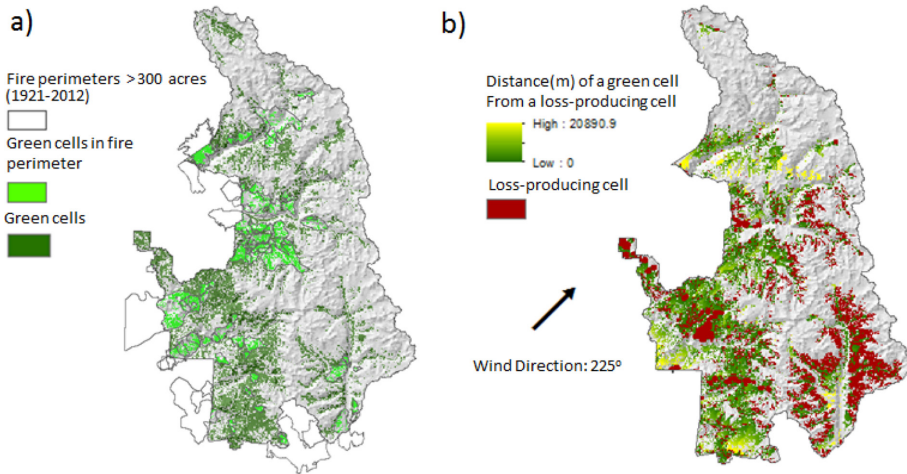 a)
Fire perimeters >300 acres
(1921-2012)
Green cells in fire
perimeter
Green cells
b)
Distance(m) of a green cell
From a loss-producing cell
High : 20890.9
Low : 0
Loss-producing cell
Wind Direction: 225º